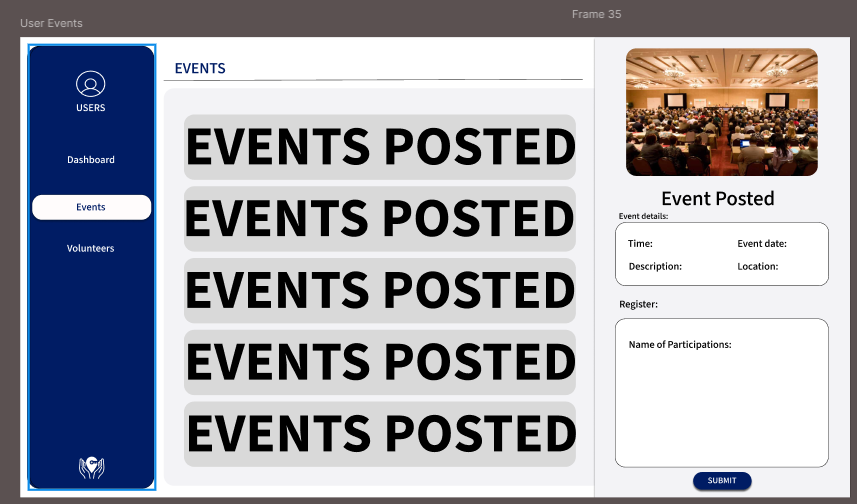 User Events
Frame 35
USERS
Dashboard
Events
Volunteers
EVENTS
EVENTS POSTED
EVENTS POSTED
EVENTS POSTED
EVENTS POSTED
EVENTS POSTED
Event Posted
Event details:
Time: Event date:
Description: Location:
Register:
Name of Participations:
SUBMIT